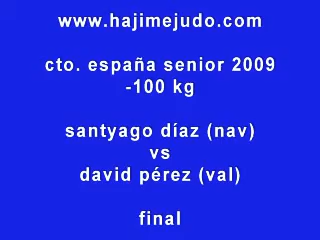 www.hajimejudo.com
cto. españa senior 2009
-100 kg
santyago díaz (nav)
vs
david pérez (val)
final